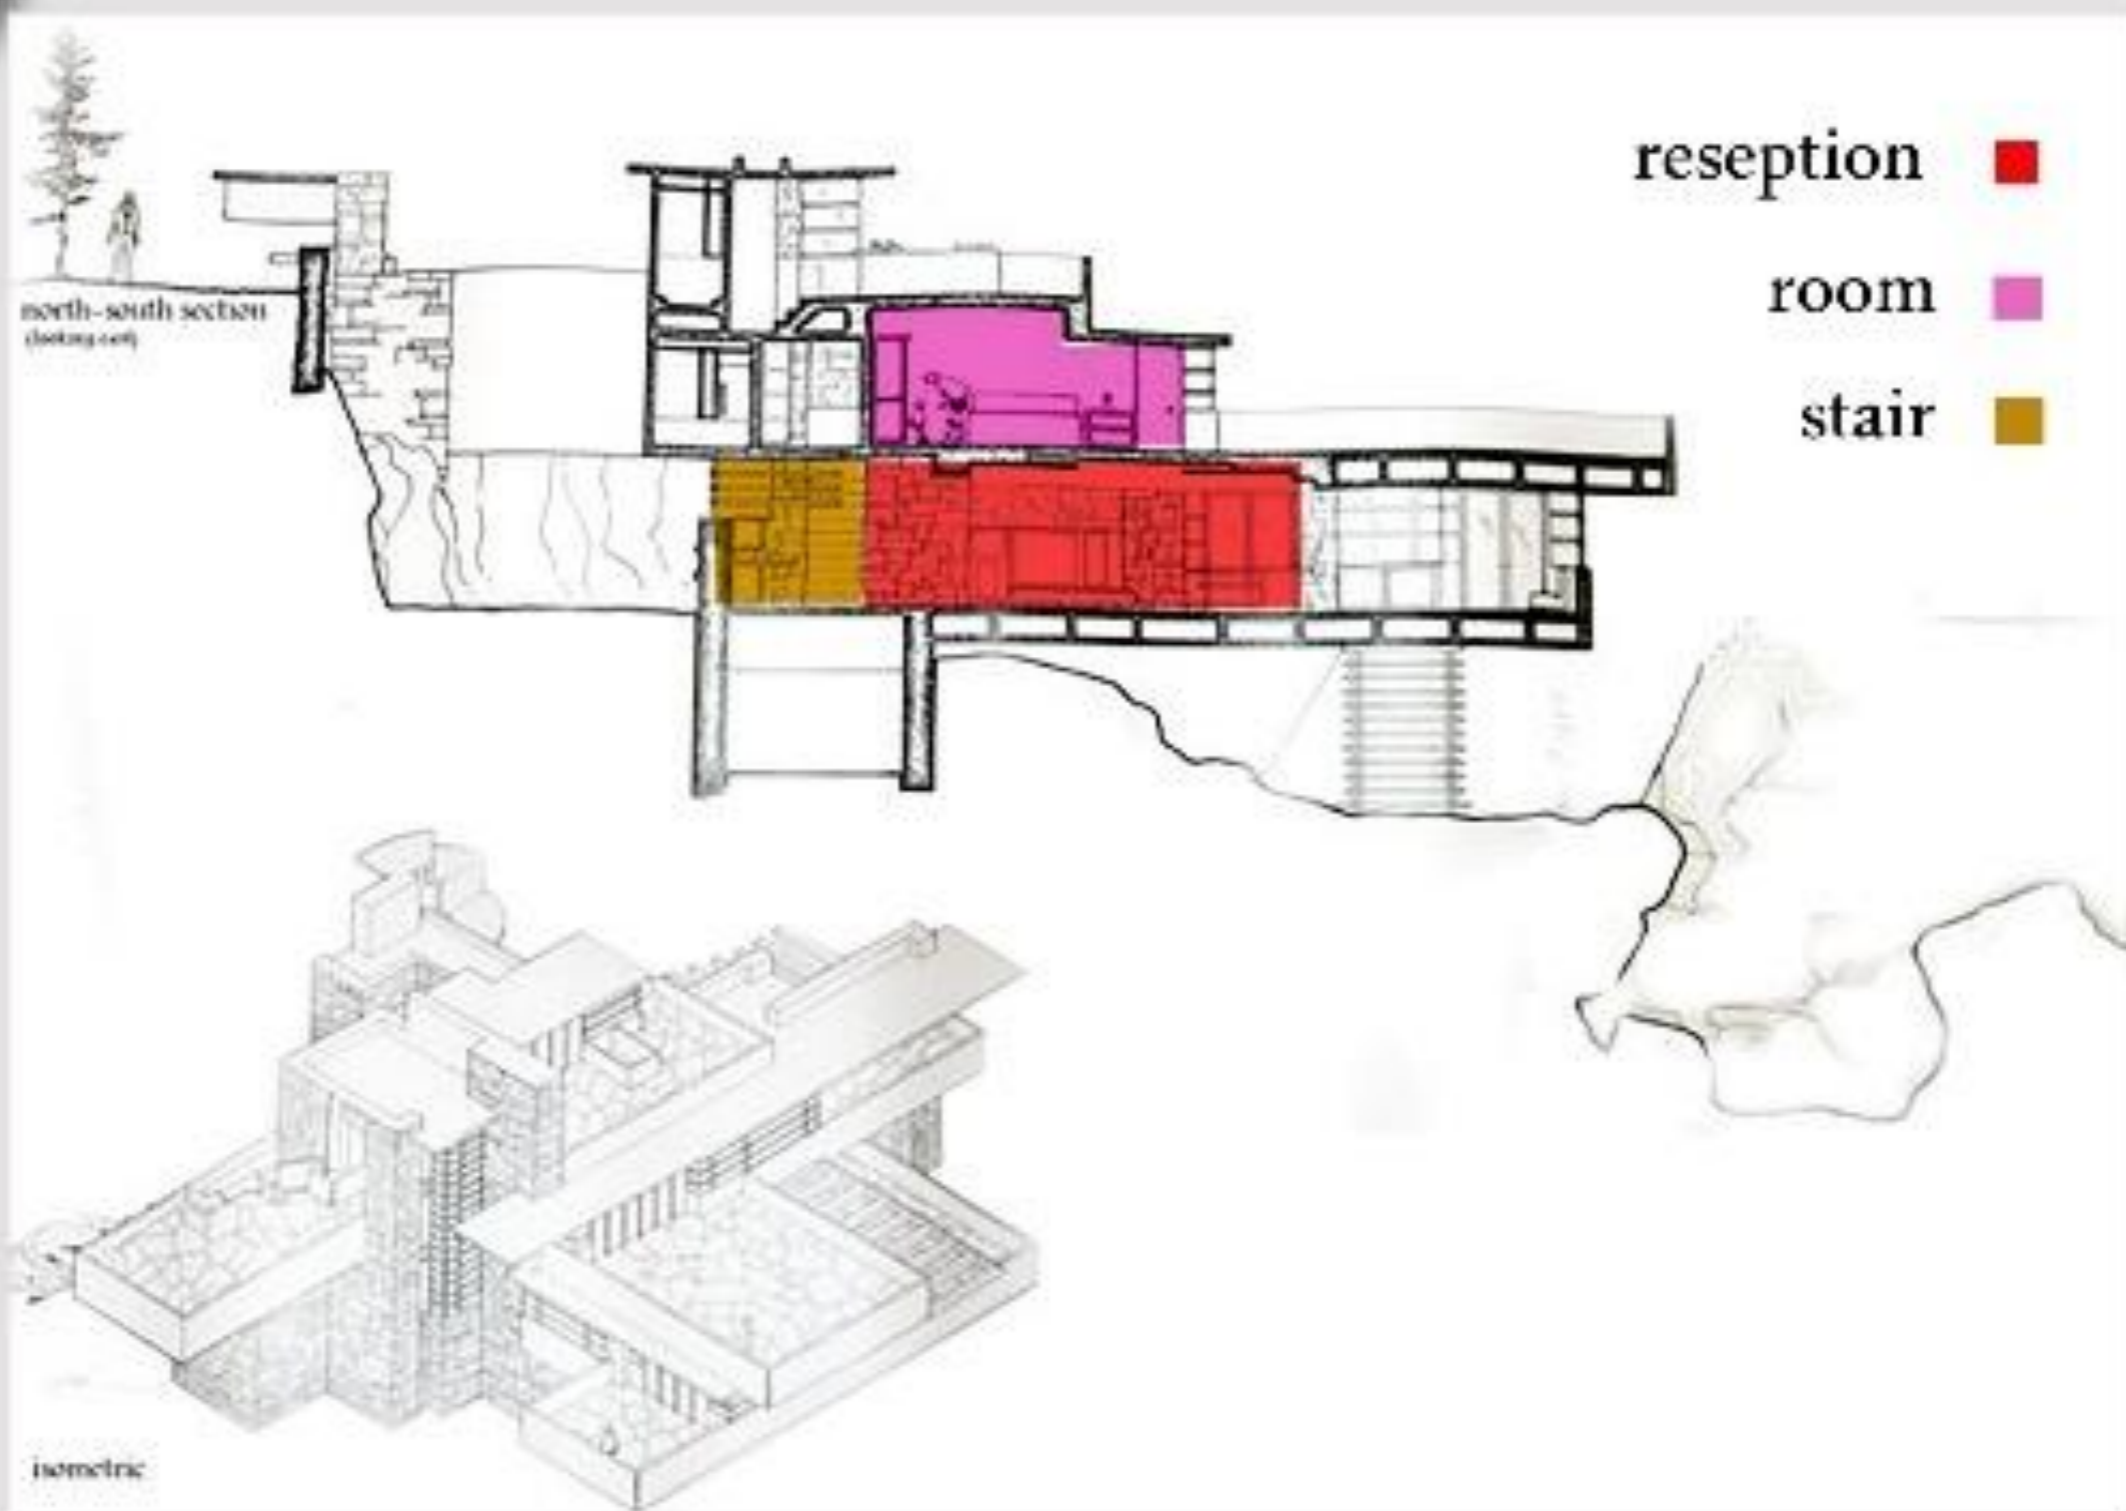 reseption
room
stair
north-south section
isometric